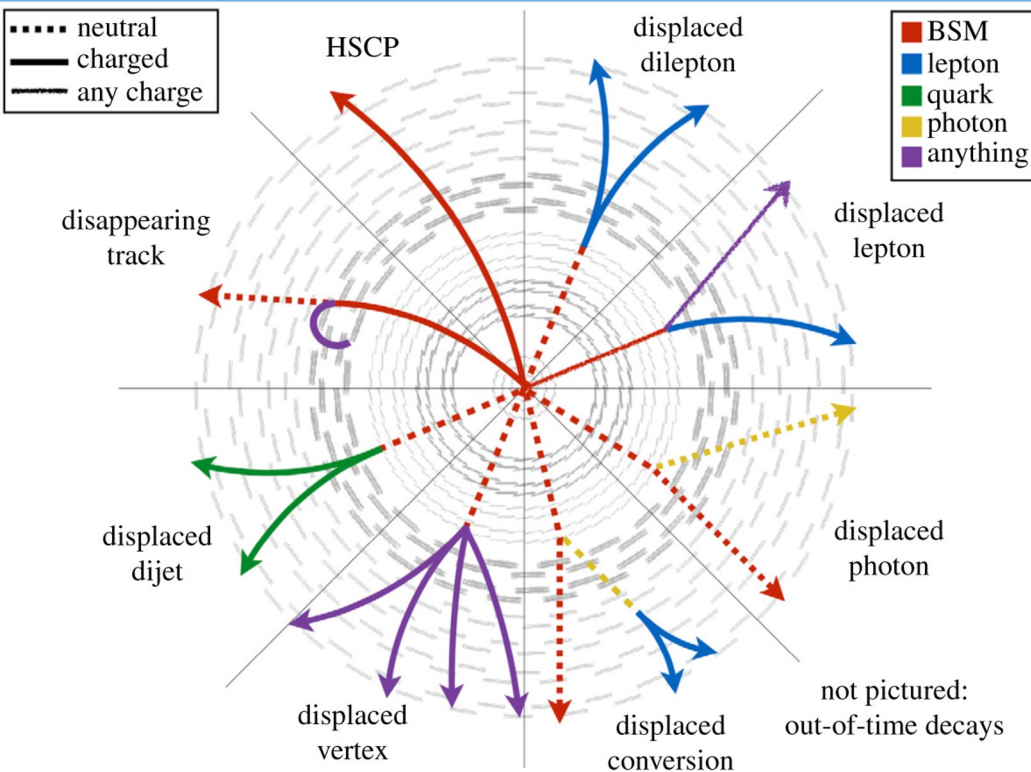 neutral
charged
any charge
HSCP
displaced
dilepton
BSM
lepton
quark
photon
anything
disappearing
track
displaced
lepton
displaced
dijet
displaced
photon
displaced
vertex
displaced
conversion
not pictured:
out-of-time decays